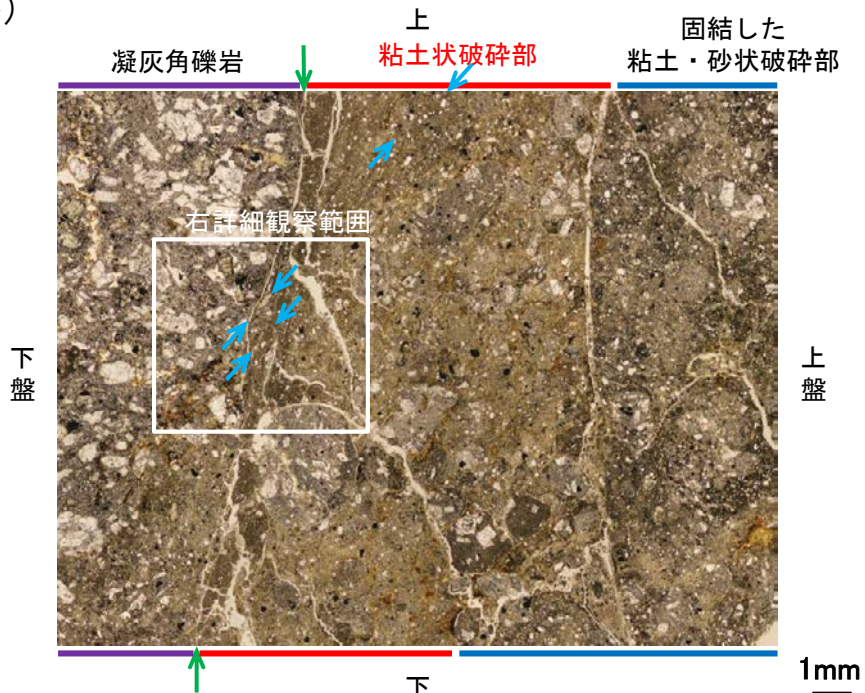 )
上
凝灰角礫岩
粘土状破砕部
固結した
粘土・砂状破砕部
右詳細観察範囲
下
盤
上
盤
1mm
下